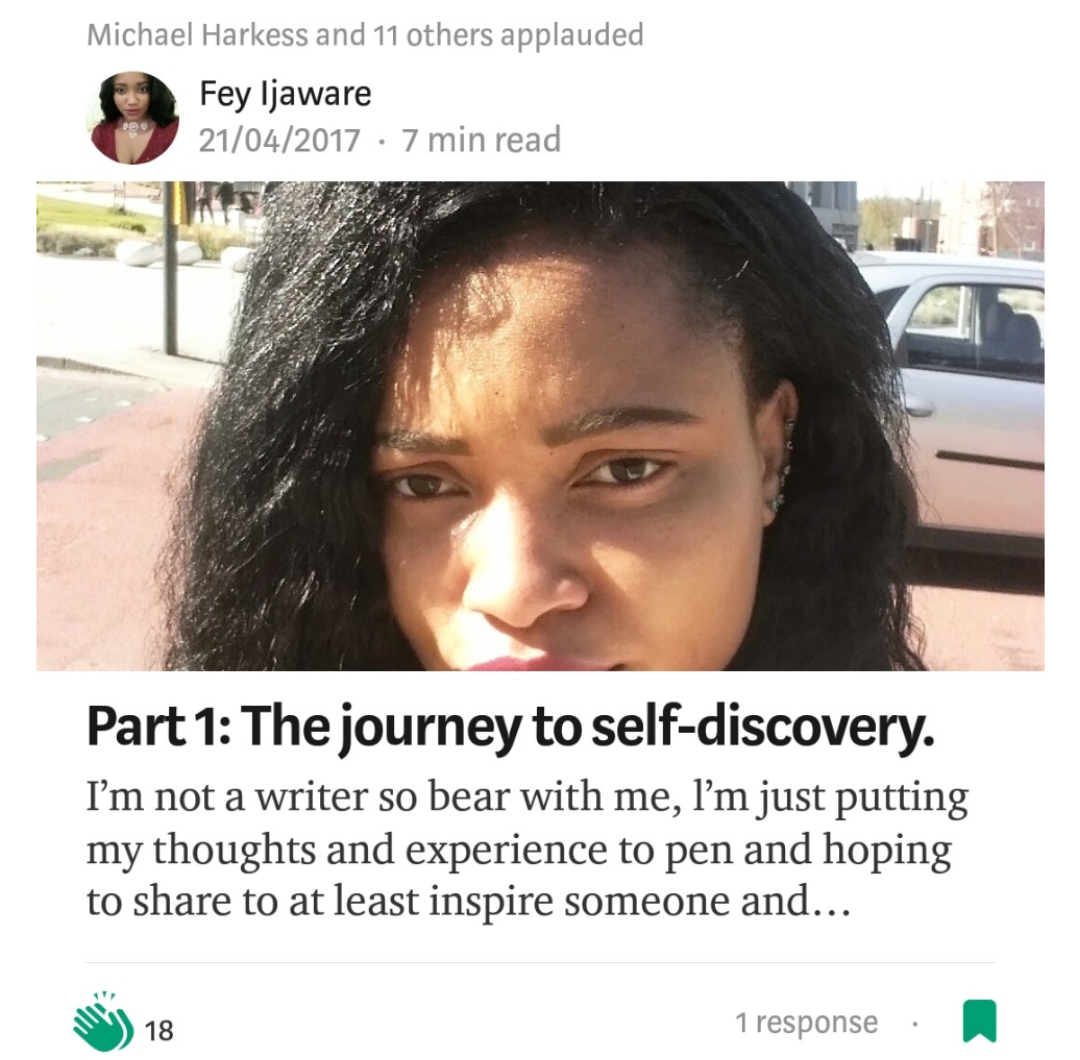 Michael Harkess and 11 others applauded
Fey Ijaware
21/04/2017 · 7 min read
Part 1: The journey to self-discovery.
I’m not a writer so bear with me, l’m just putting
my thoughts and experience to pen and hoping
to share to at least inspire someone and…
18
1 response ·